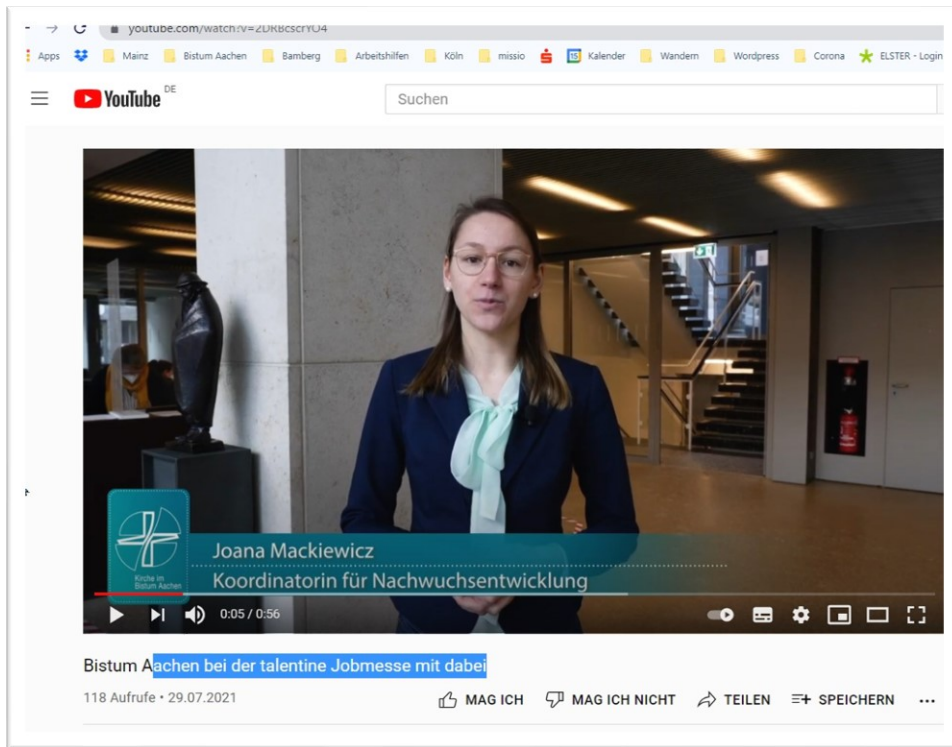 youtube.com/watch?v=2DRBcscrYO4
Apps Mainz Bistum Aachen Bamberg Arbeitshilfen Köln missio 15 Kalender Wandern Wordpress Corona ELSTER - Login
YouTube DE
Suchen
Kirche im
Bistum Aachen
Joana Mackiewicz
Koordinatorin für Nachwuchsentwicklung
0:05 / 0:56
Bistum Aachen bei der talentine Jobmesse mit dabei
118 Aufrufe • 29.07.2021 MAG ICH MAG ICH NICHT TEILEN SPEICHERN